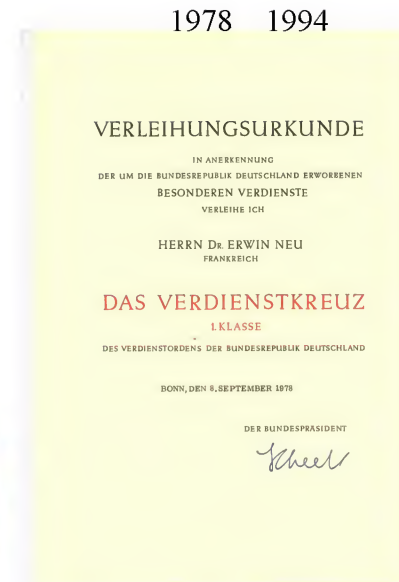 1978 1994
VERLEIHUNGSURKUNDE
IN ANERKENNUNG
DER UM DIE BUNDESREPUBLIK DEUTSCHLAND ERWORBENEN
BESONDEREN VERDIENSTE
VERLEIHE ICH
HERRN DR. ERWIN NEU
FRANKREICH
DAS VERDIENSTKREUZ
1. KLASSE
DES VERDIENSTORDENS DER BUNDESREPUBLIK DEUTSCHLAND
BONN, DEN 8. SEPTEMBER 1978
DER BUNDESPRÄSIDENT
Scheel